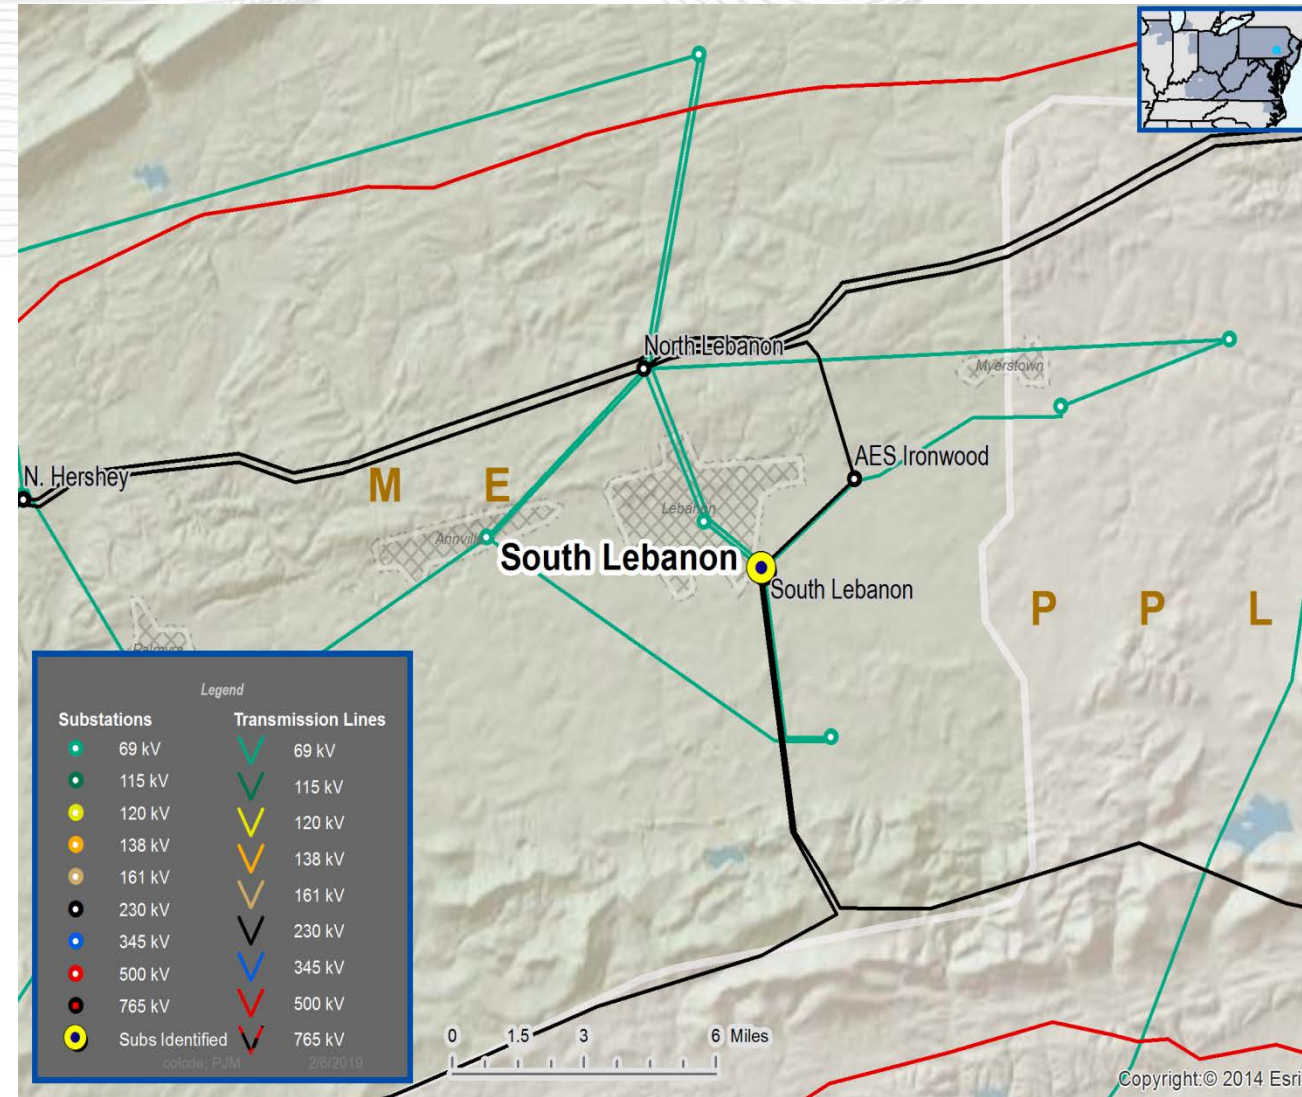 North Lebanon
Myerstown
AES Ironwood
N. Hershey
M E
Lebanon
Annville
South Lebanon
South Lebanon
P P L
Palmyra
Legend
Substations Transmission Lines
69 kV 69 kV
115 kV 115 kV
120 kV 120 kV
138 kV 138 kV
161 kV 161 kV
230 kV 230 kV
345 kV 345 kV
500 kV 500 kV
765 kV 765 kV
Subs Identified
colode, PJM 2/6/2019
0 1.5 3 6 Miles
Copyright:© 2014 Esri